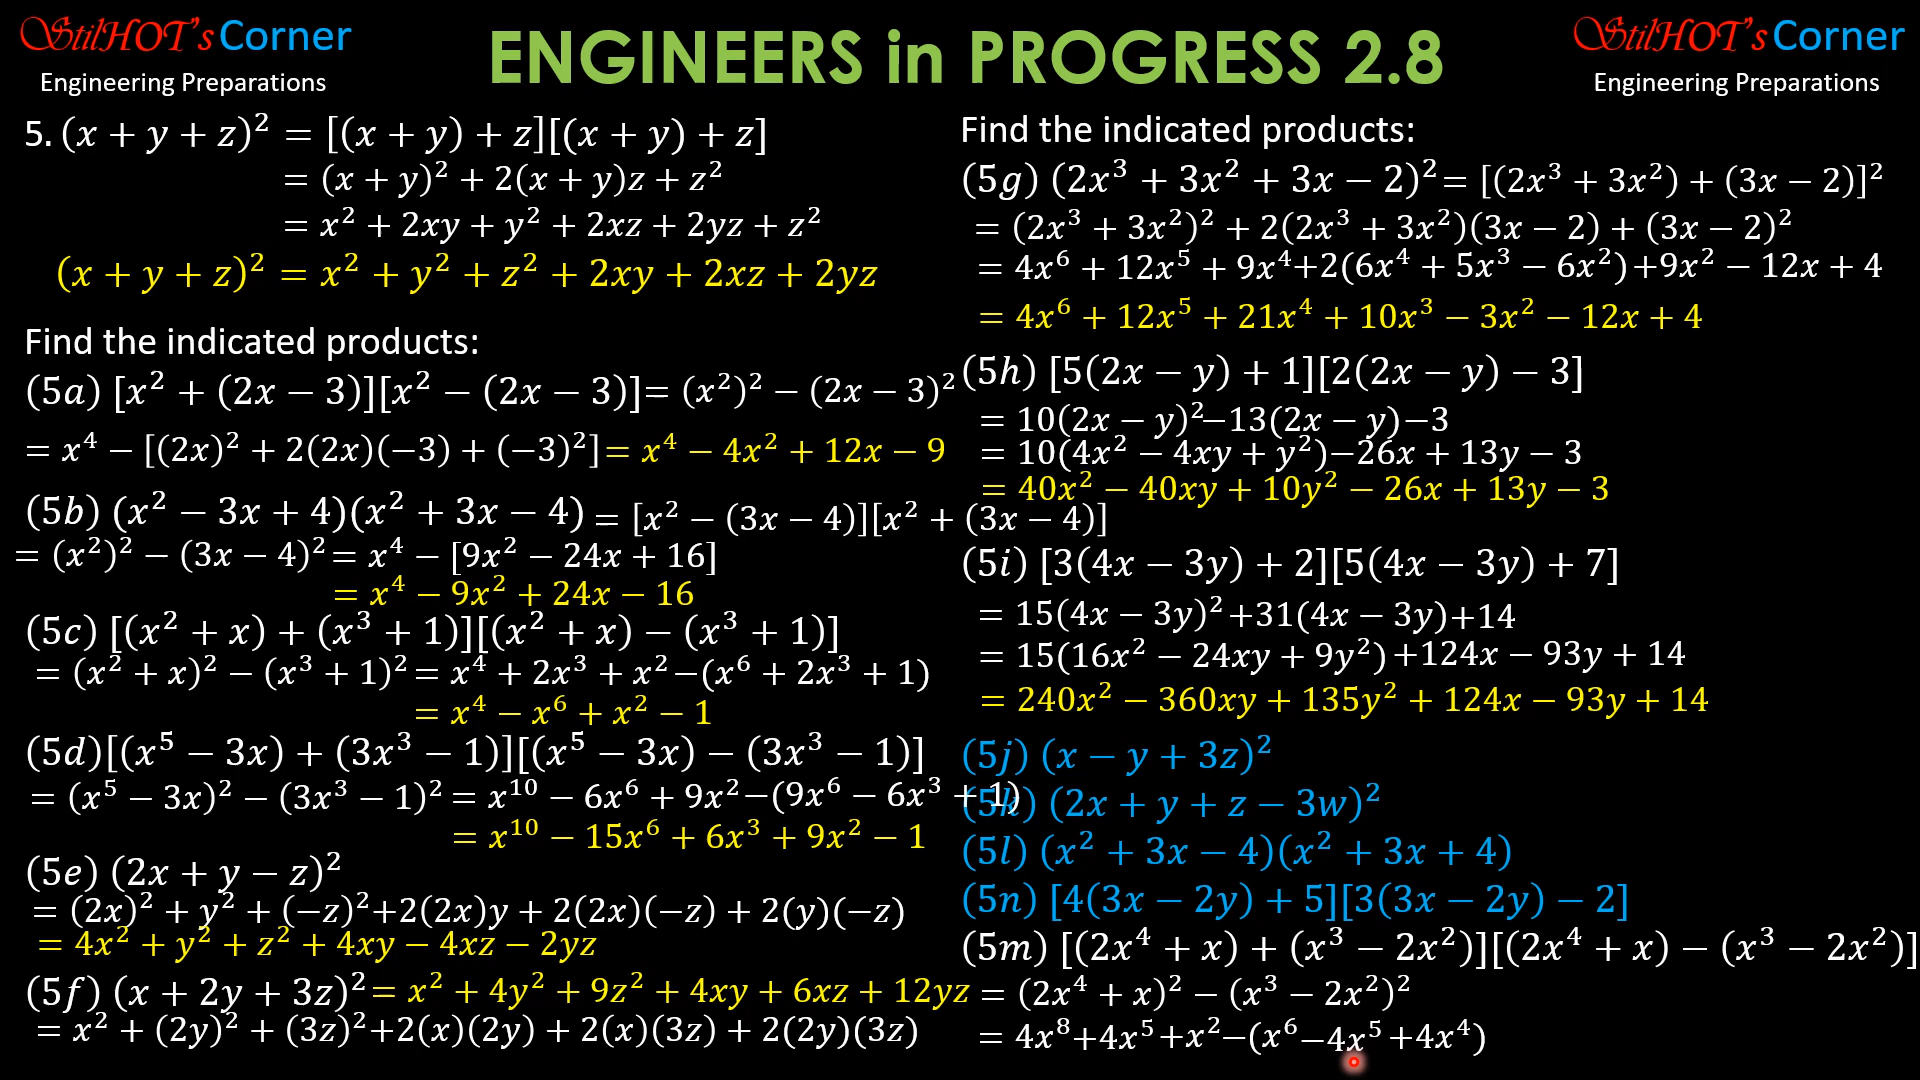 StilHOT's Corner
Engineering Preparations
ENGINEERS in PROGRESS 2.8
StilHOT's Corner
Engineering Preparations
5. (x + y + z)² = [(x + y) + z][(x + y) + z]
= (x + y)² + 2(x + y)z + z²
= x² + 2xy + y² + 2xz + 2yz + z²
(x + y + z)² = x² + y² + z² + 2xy + 2xz + 2yz
Find the indicated products:
(5a) [x² + (2x − 3)][x² − (2x − 3)] = (x²)² − (2x − 3)²
= x⁴ − [(2x)² + 2(2x)(−3) + (−3)²] = x⁴ − 4x² + 12x − 9
(5b) (x² − 3x + 4)(x² + 3x − 4) = [x² − (3x − 4)][x² + (3x − 4)]
= (x²)² − (3x − 4)² = x⁴ − [9x² − 24x + 16]
= x⁴ − 9x² + 24x − 16
(5c) [(x² + x) + (x³ + 1)][(x² + x) − (x³ + 1)]
= (x² + x)² − (x³ + 1)² = x⁴ + 2x³ + x² − (x⁶ + 2x³ + 1)
= x⁴ − x⁶ + x² − 1
(5d)[(x⁵ − 3x) + (3x³ − 1)][(x⁵ − 3x) − (3x³ − 1)]
= (x⁵ − 3x)² − (3x³ − 1)² = x¹⁰ − 6x⁶ + 9x² − (9x⁶ − 6x³ + 1)
= x¹⁰ − 15x⁶ + 6x³ + 9x² − 1
(5e) (2x + y − z)²
= (2x)² + y² + (−z)² + 2(2x)y + 2(2x)(−z) + 2(y)(−z)
= 4x² + y² + z² + 4xy − 4xz − 2yz
(5f) (x + 2y + 3z)² = x² + 4y² + 9z² + 4xy + 6xz + 12yz
= x² + (2y)² + (3z)² + 2(x)(2y) + 2(x)(3z) + 2(2y)(3z)
Find the indicated products:
(5g) (2x³ + 3x² + 3x − 2)² = [(2x³ + 3x²) + (3x − 2)]²
= (2x³ + 3x²)² + 2(2x³ + 3x²)(3x − 2) + (3x − 2)²
= 4x⁶ + 12x⁵ + 9x⁴ + 2(6x⁴ + 5x³ − 6x²) + 9x² − 12x + 4
= 4x⁶ + 12x⁵ + 21x⁴ + 10x³ − 3x² − 12x + 4
(5h) [5(2x − y) + 1][2(2x − y) − 3]
= 10(2x − y)² − 13(2x − y) − 3
= 10(4x² − 4xy + y²) − 26x + 13y − 3
= 40x² − 40xy + 10y² − 26x + 13y − 3
(5i) [3(4x − 3y) + 2][5(4x − 3y) + 7]
= 15(4x − 3y)² + 31(4x − 3y) + 14
= 15(16x² − 24xy + 9y²) + 124x − 93y + 14
= 240x² − 360xy + 135y² + 124x − 93y + 14
(5j) (x − y + 3z)²
(5k) (2x + y + z − 3w)²
(5l) (x² + 3x − 4)(x² + 3x + 4)
(5n) [4(3x − 2y) + 5][3(3x − 2y) − 2]
(5m) [(2x⁴ + x) + (x³ − 2x²)][(2x⁴ + x) − (x³ − 2x²)]
= (2x⁴ + x)² − (x³ − 2x²)²
= 4x⁸ + 4x⁵ + x² − (x⁶ − 4x⁵ + 4x⁴)